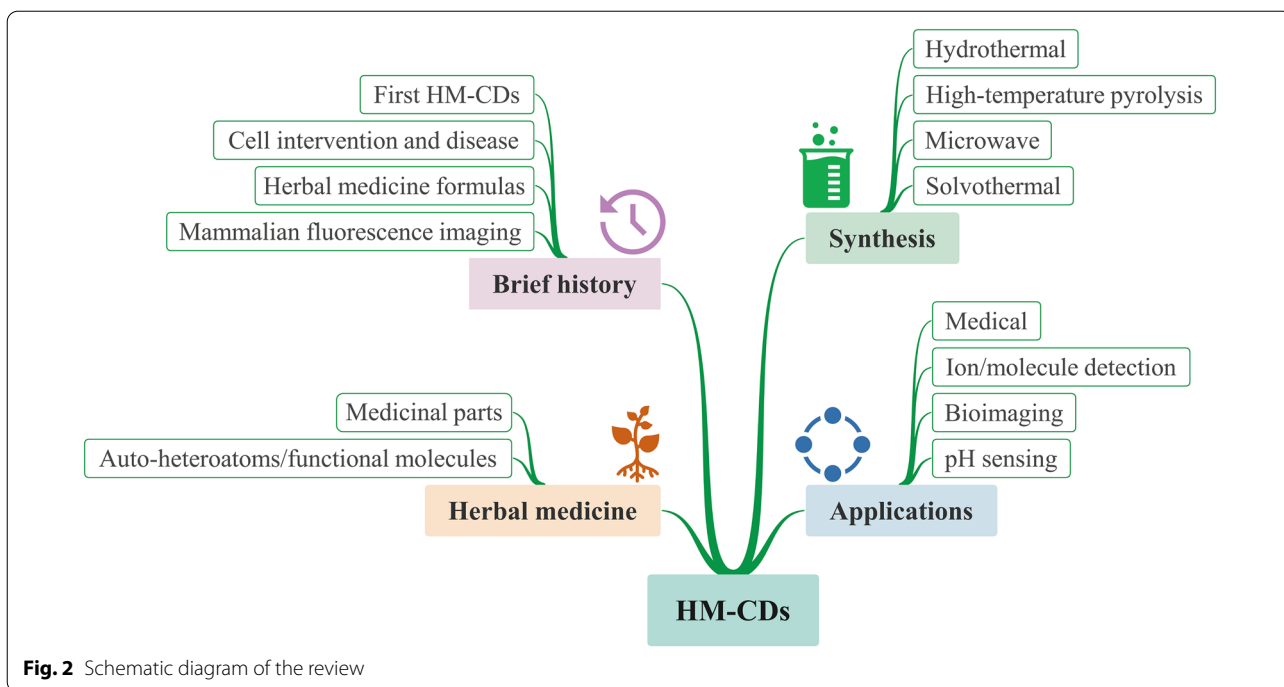 First HM-CDs
Cell intervention and disease
Herbal medicine formulas
Mammalian fluorescence imaging
Brief history
Hydrothermal
High-temperature pyrolysis
Microwave
Solvothermal
Synthesis
Medicinal parts
Auto-heteroatoms/functional molecules
Herbal medicine
Medical
Ion/molecule detection
Bioimaging
pH sensing
Applications
HM-CDs
Fig. 2 Schematic diagram of the review